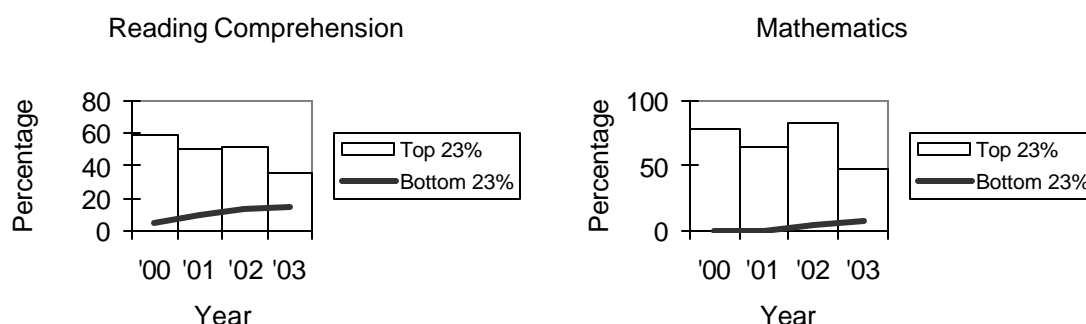 Reading Comprehension
Percentage
80
60
40
20
0
'00 '01 '02 '03
Year
Top 23%
Bottom 23%
Mathematics
Percentage
100
50
0
'00 '01 '02 '03
Year
Top 23%
Bottom 23%